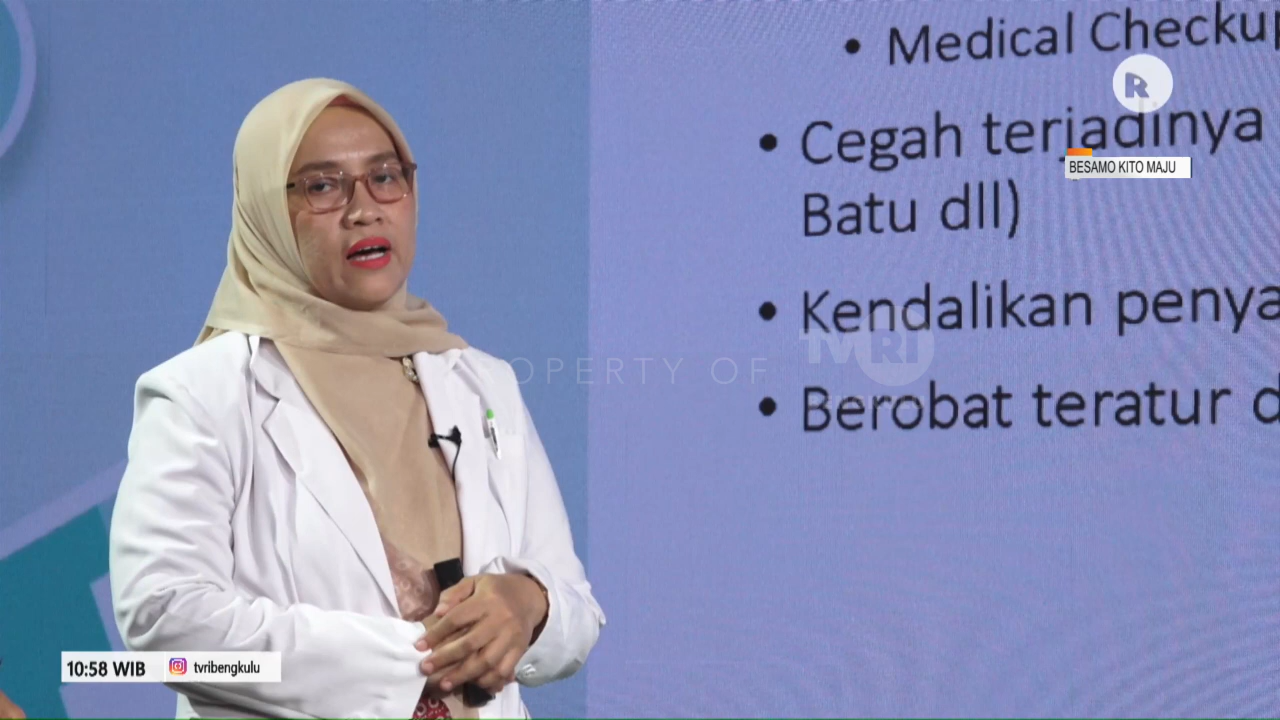 • Medical Checkup
• Cegah terjadinya
Batu dll)
• Kendalikan penya
• Berobat teratur d
R
BESAMO KITO MAJU
PROPERTY OF
tvRI
10:58 WIB
tvribengkulu